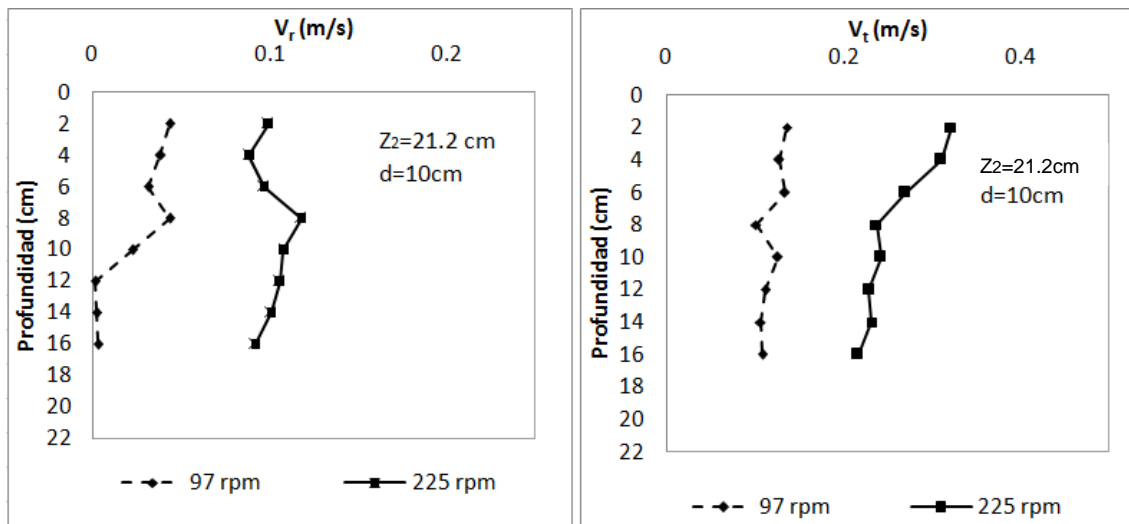 Vr (m/s)
0 0.1 0.2
0
2
4
6
8
10
12
14
16
18
20
22
Profundidad (cm)
Z2=21.2 cm
d=10cm
97 rpm 225 rpm
Vt (m/s)
0 0.2 0.4
0
2
4
6
8
10
12
14
16
18
20
22
Profundidad (cm)
Z2=21.2cm
d=10cm
97 rpm 225 rpm